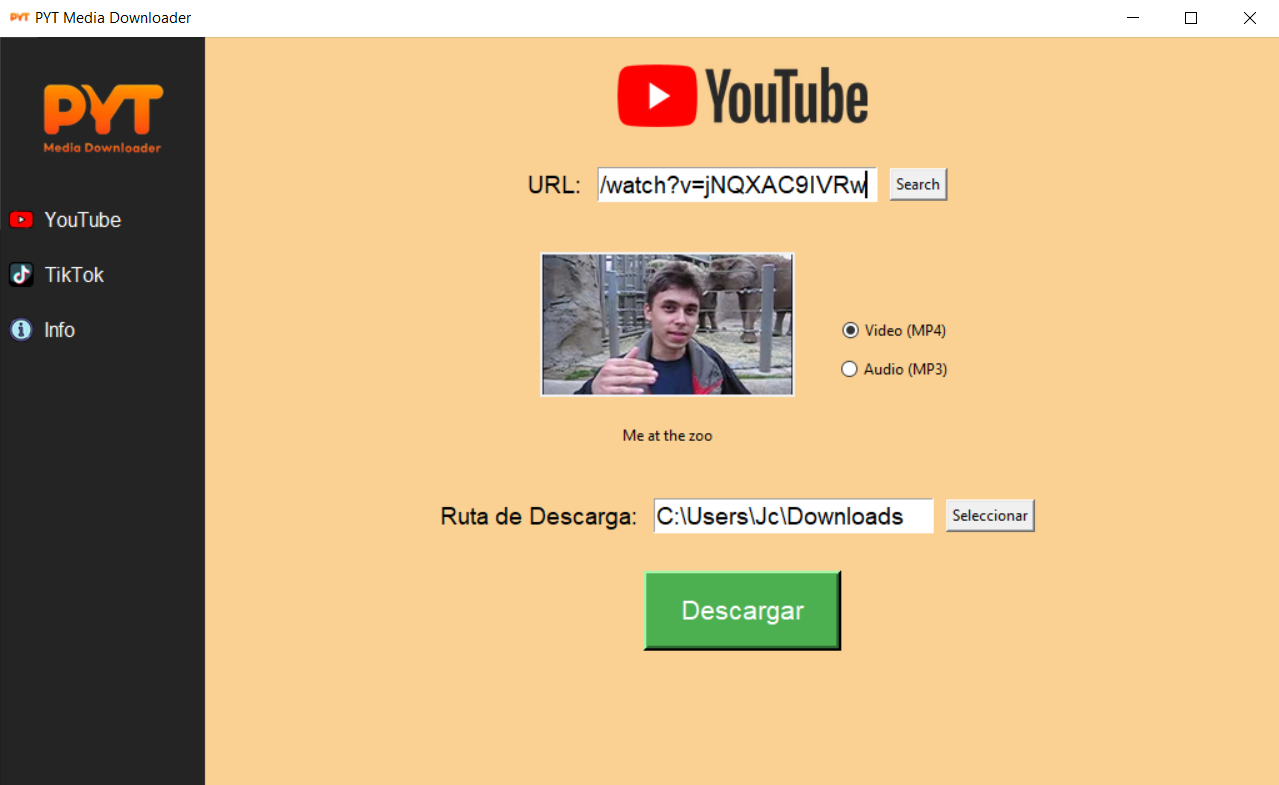 PYT PYT Media Downloader
PYT
Media Downloader
YouTube
TikTok
Info
YouTube
URL: /watch?v=jNQXAC9IVRw Search
Video (MP4)
Audio (MP3)
Me at the zoo
Ruta de Descarga: C:\Users\Jc\Downloads Seleccionar
Descargar